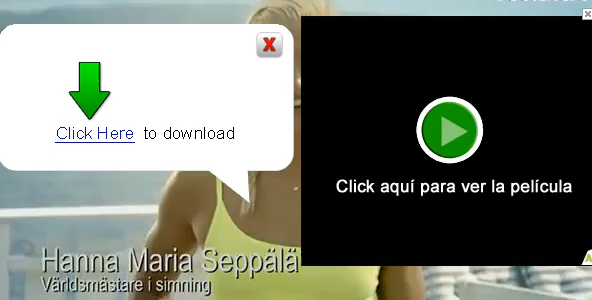 Click Here to download
Click aquí para ver la película
Hanna Maria Seppälä
Världsmästare i simning